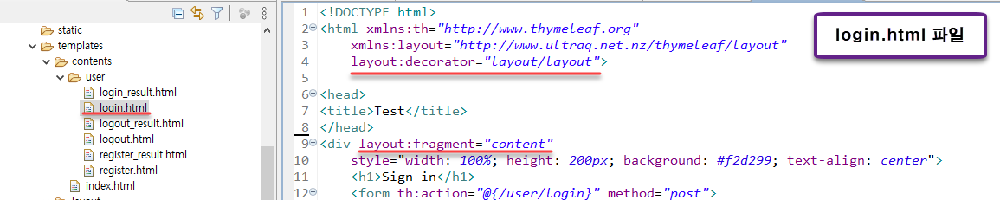 static
templates
contents
user
login_result.html
login.html
logout_result.html
logout.html
register_result.html
register.html
index.html
1 <!DOCTYPE html>
2 <html xmlns:th="http://www.thymeleaf.org"
3 xmlns:layout="http://www.ultraq.net.nz/thymeleaf/layout"
4 layout:decorator="layout/layout">
5
6 <head>
7 <title>Test</title>
8 </head>
9 <div layout:fragment="content"
10 style="width: 100%; height: 200px; background: #f2d299; text-align: center">
11 <h1>Sign in</h1>
12 <form th:action="@{/user/login}" method="post">
login.html 파일